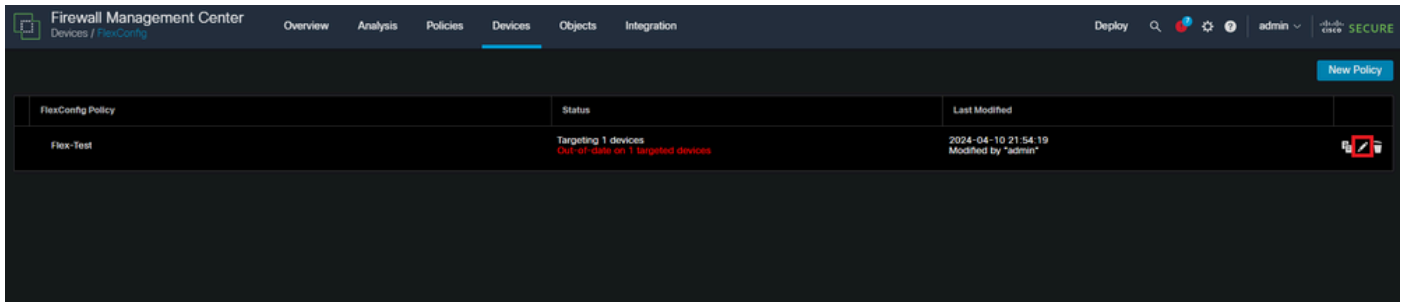 Firewall Management Center
Devices / FlexConfig
Overview Analysis Policies Devices Objects Integration Deploy admin cisco SECURE
New Policy
FlexConfig Policy Status Last Modified
Flex-Test
Targeting 1 devices
Out-of-date on 1 targeted devices
2024-04-10 21:54:19
Modified by "admin"